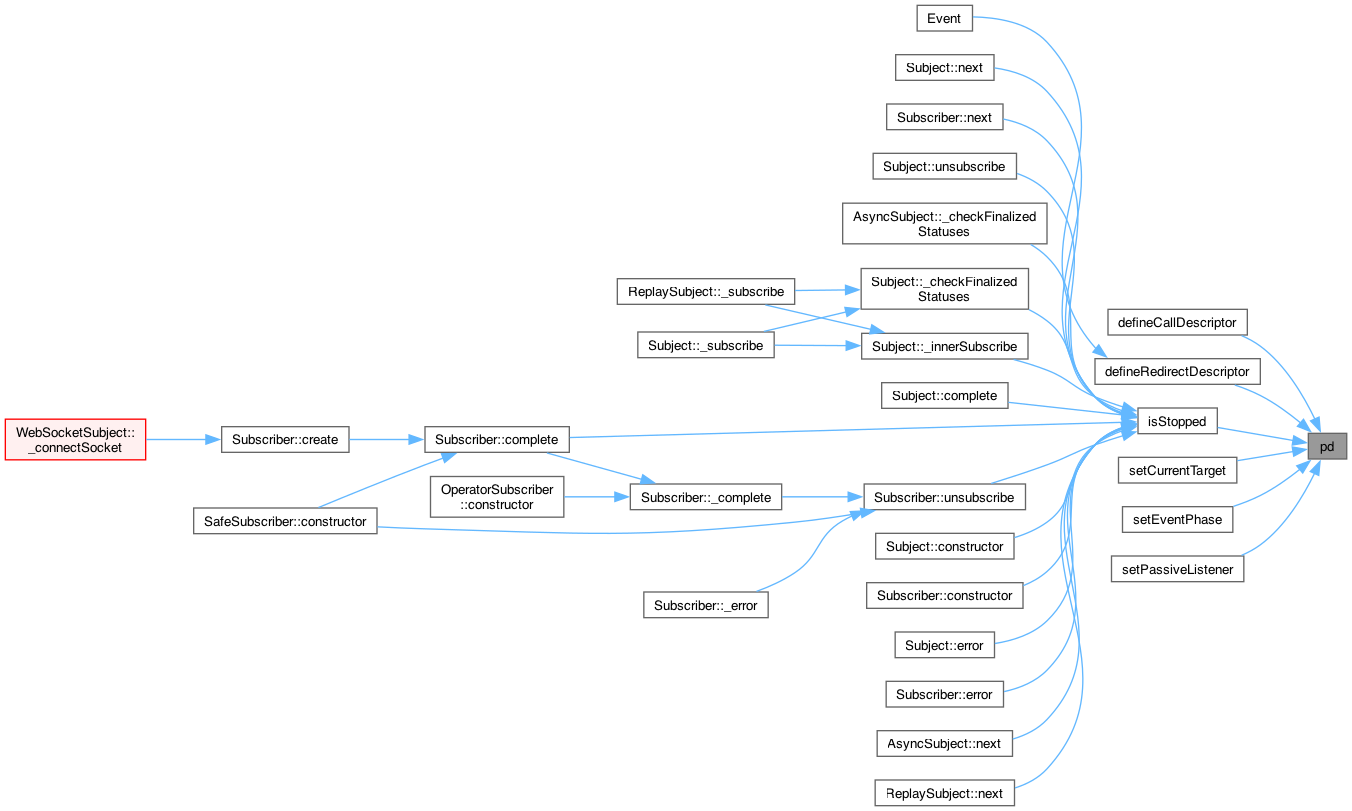 Event
Subject::next
Subscriber::next
Subject::unsubscribe
AsyncSubject::_checkFinalized
Statuses
Subject::_checkFinalized
Statuses
ReplaySubject::_subscribe
Subject::_subscribe
Subject::_innerSubscribe
defineCallDescriptor
defineRedirectDescriptor
Subject::complete
WebSocketSubject::
_connectSocket
Subscriber::create
Subscriber::complete
isStopped
pd
setCurrentTarget
OperatorSubscriber
::constructor
Subscriber::_complete
Subscriber::unsubscribe
SafeSubscriber::constructor
setEventPhase
Subject::constructor
setPassiveListener
Subscriber::constructor
Subscriber::_error
Subject::error
Subscriber::error
AsyncSubject::next
ReplaySubject::next